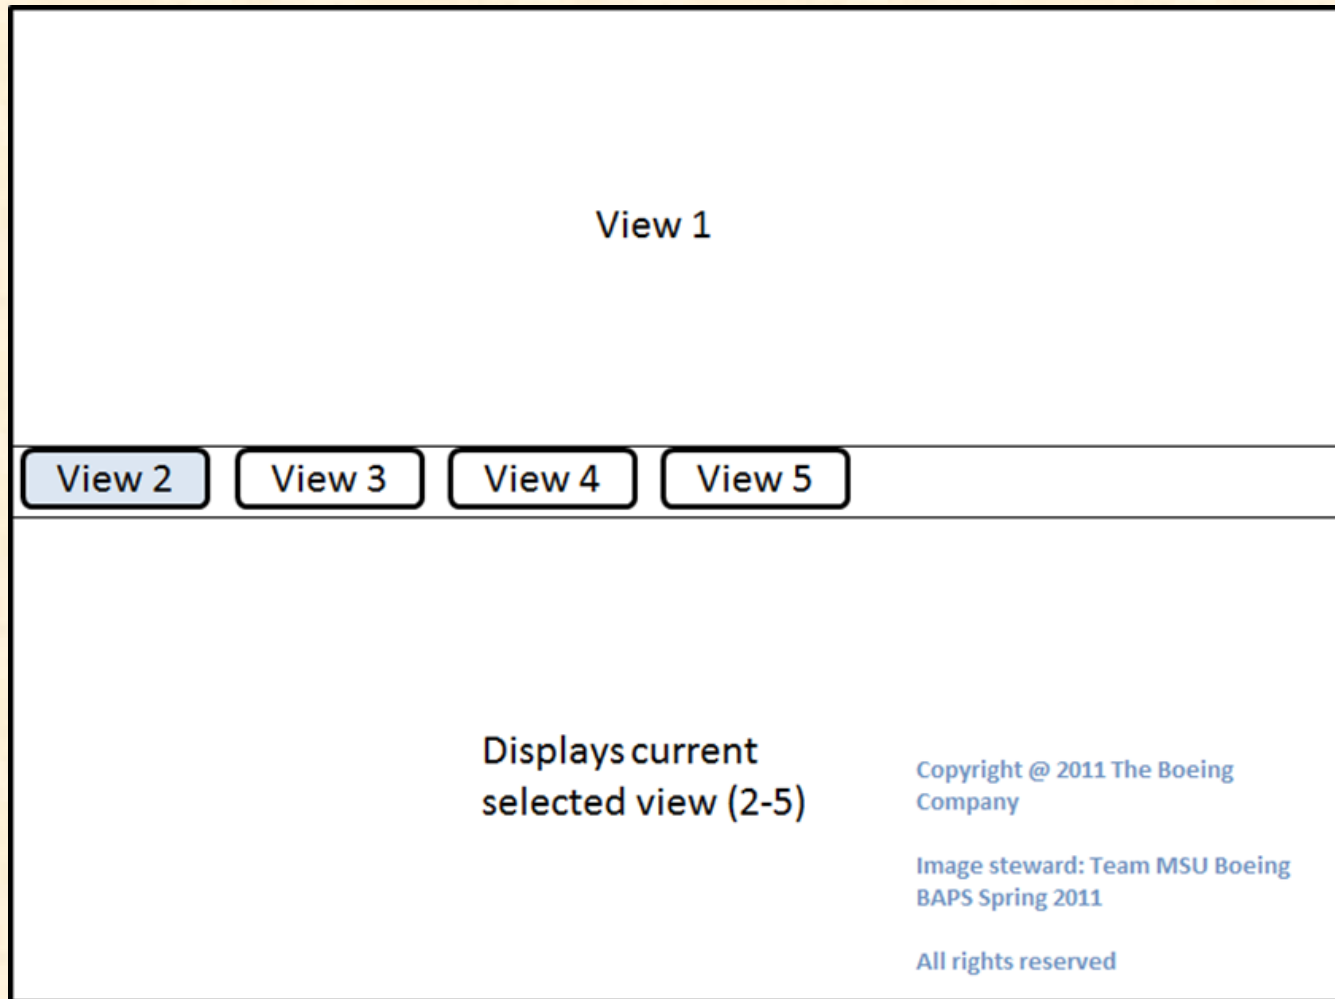 View 1
View 2
View 3
View 4
View 5
Displays current
selected view (2-5)
Copyright @ 2011 The Boeing
Company
Image steward: Team MSU Boeing
BAPS Spring 2011
All rights reserved